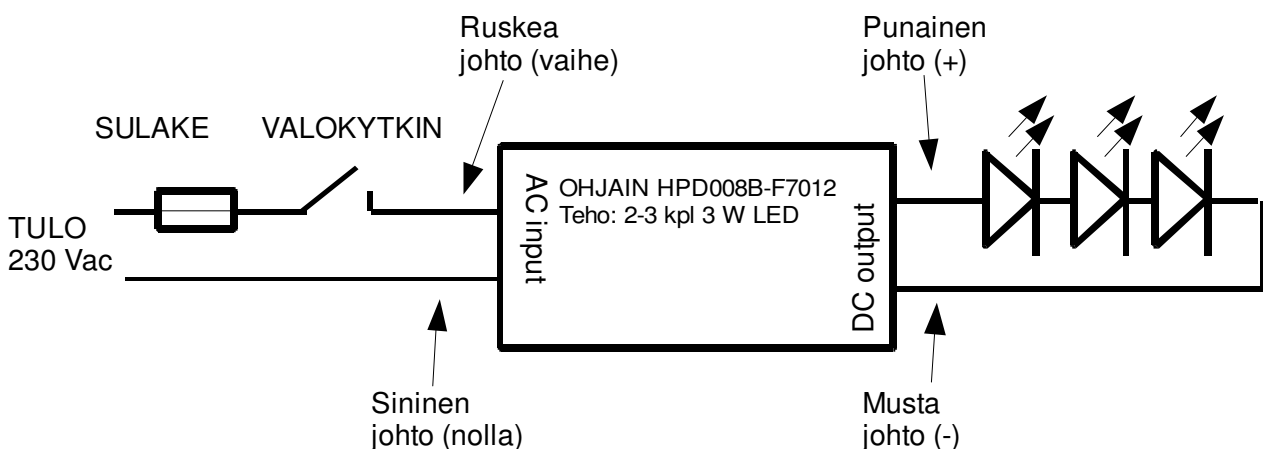 Ruskea
johto (vaihe)
Punainen
johto (+)
SULAKE
VALOKYTKIN
TULO
230 Vac
AC input
OHJAIN HPD008B-F7012
Teho: 2-3 kpl 3 W LED
DC output
Sininen
johto (nolla)
Musta
johto (-)